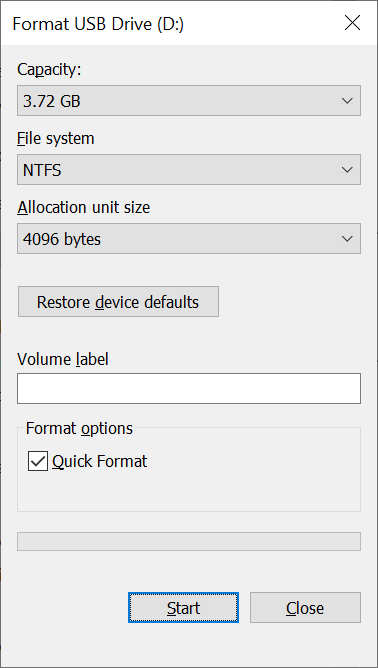 Format USB Drive (D:)
Capacity:
3.72 GB
File system
NTFS
Allocation unit size
4096 bytes
Restore device defaults
Volume label
Format options
Quick Format
Start
Close